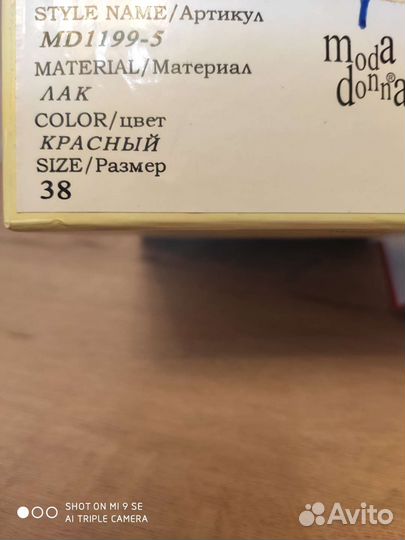 STYLE NAME/Артикул
MD1199-5
MATERIAL/Материал
ЛАК
COLOR/цвет
КРАСНЫЙ
SIZE/Размер
38
moda
donna®
SHOT ON MI 9 SE
AI TRIPLE CAMERA
Avito